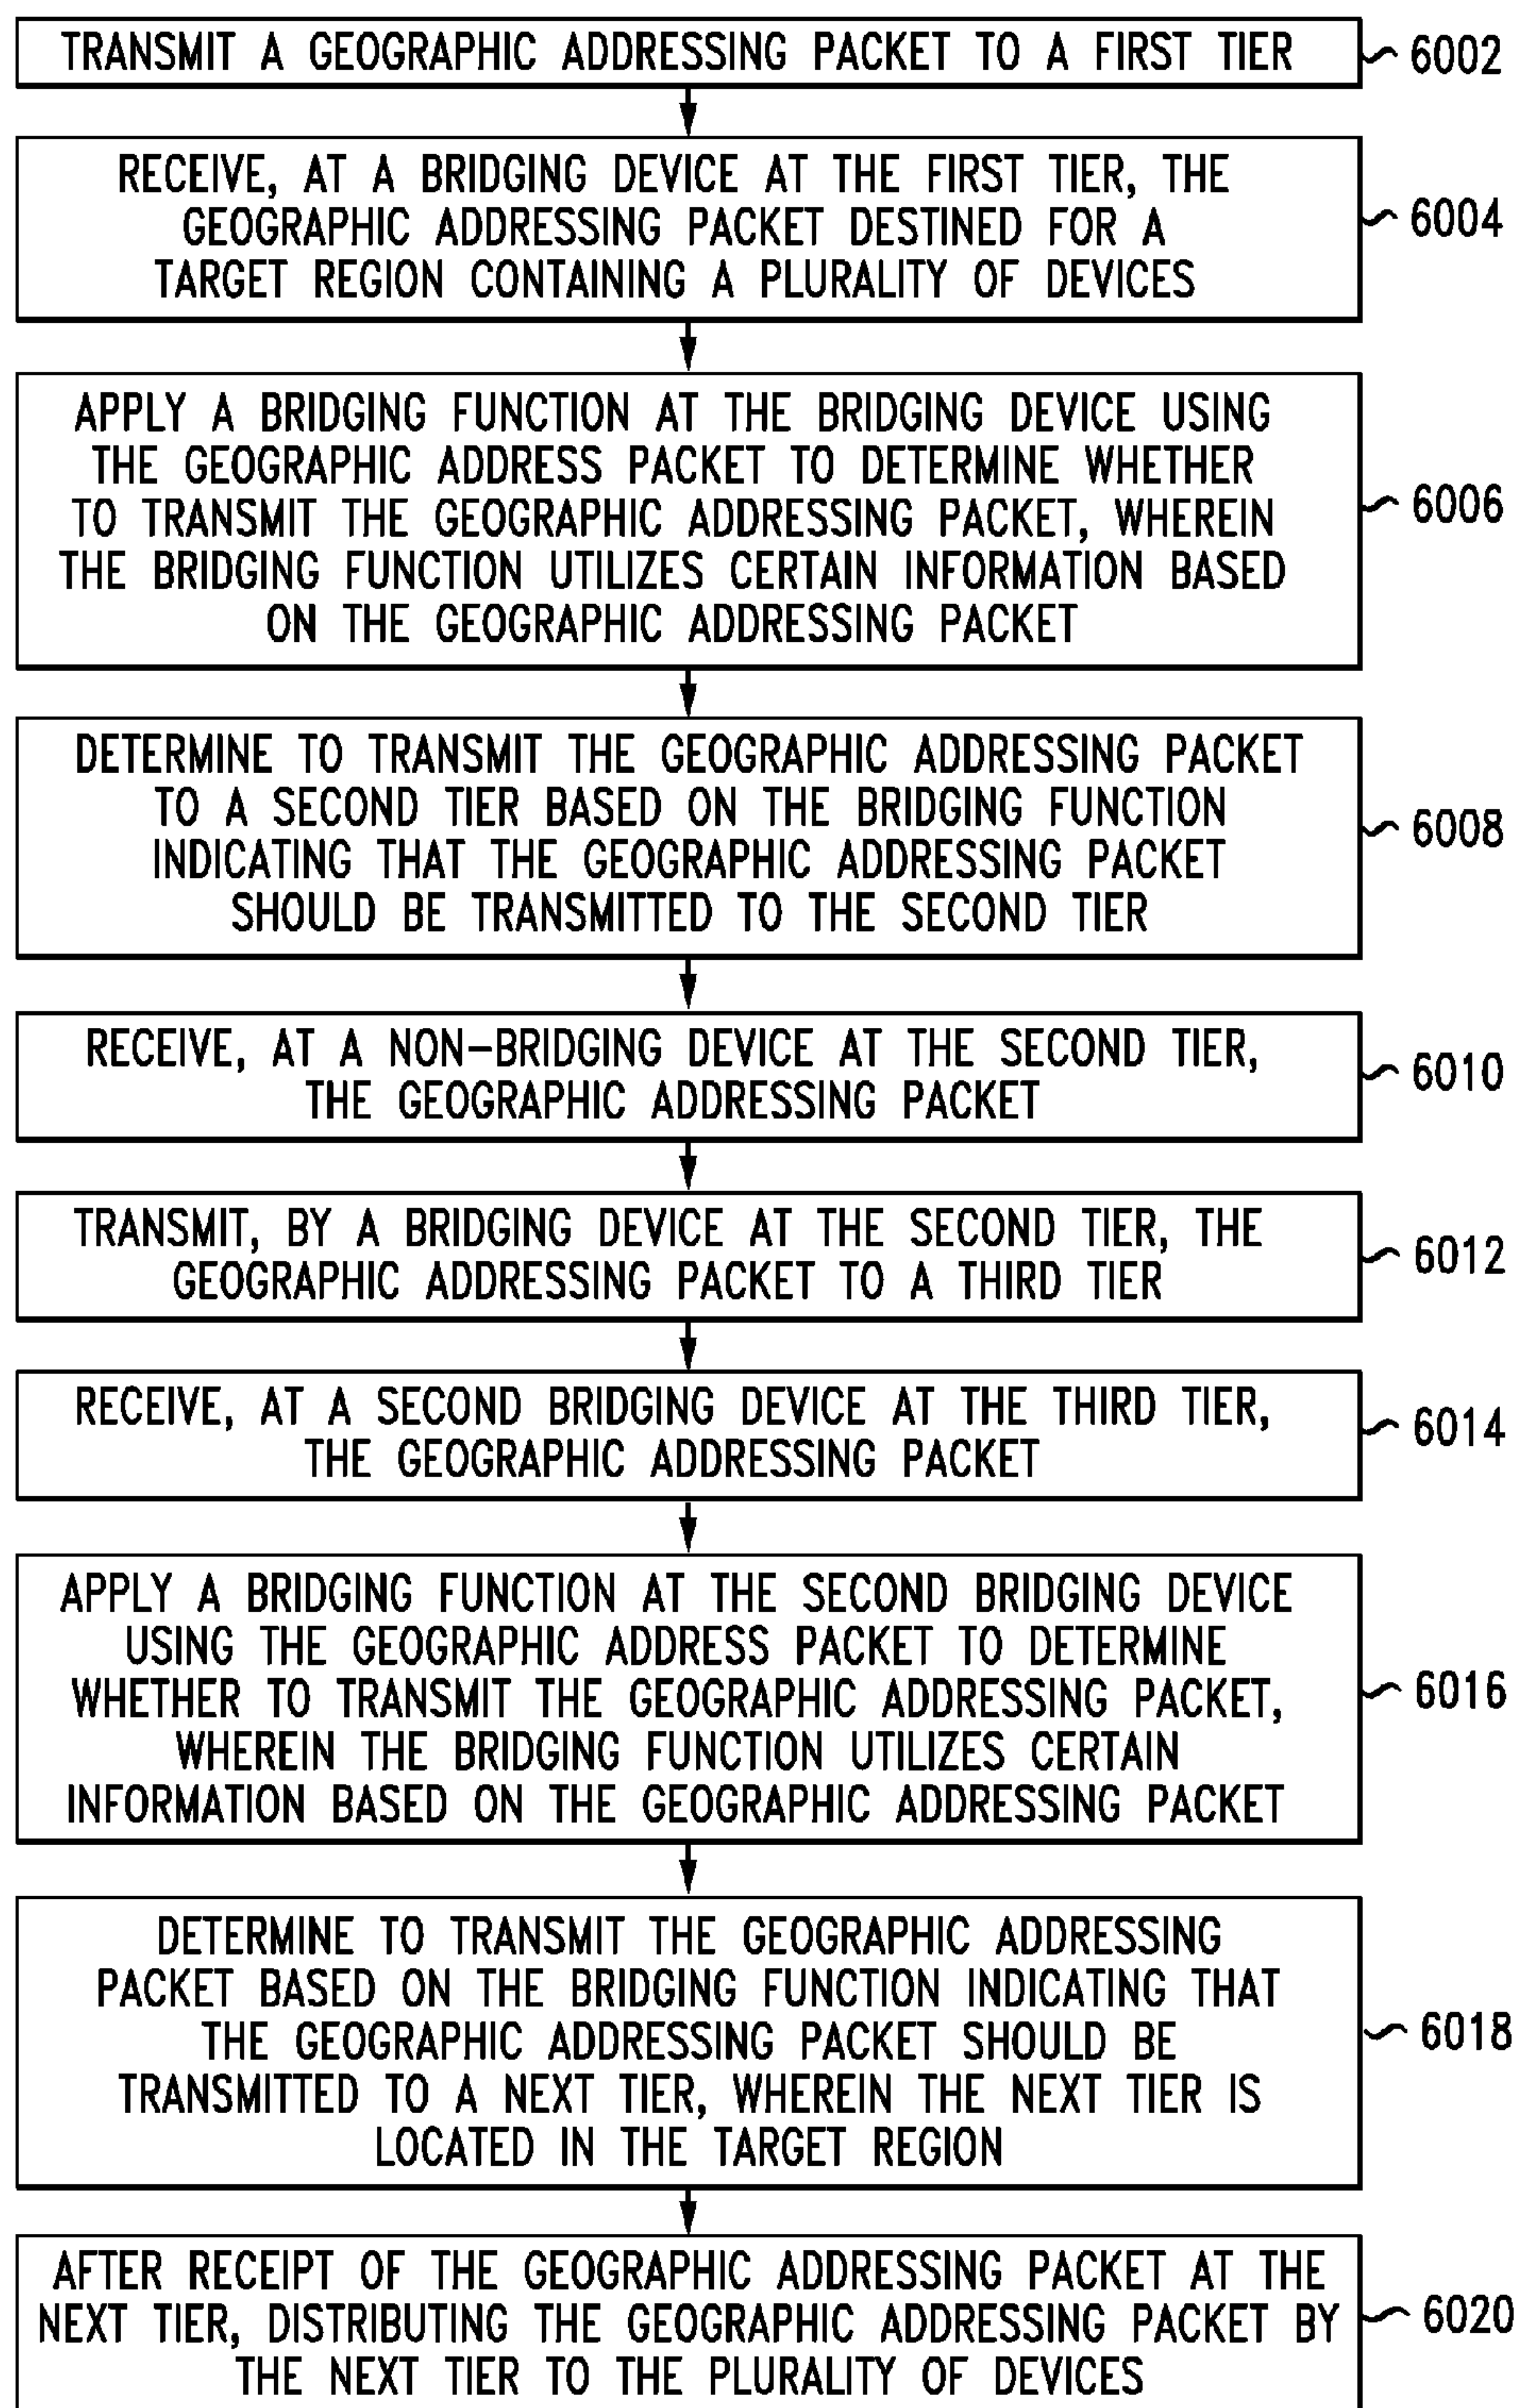 TRANSMIT A GEOGRAPHIC ADDRESSING PACKET TO A FIRST TIER
6002
RECEIVE, AT A BRIDGING DEVICE AT THE FIRST TIER, THE
GEOGRAPHIC ADDRESSING PACKET DESTINED FOR A
TARGET REGION CONTAINING A PLURALITY OF DEVICES
6004
APPLY A BRIDGING FUNCTION AT THE BRIDGING DEVICE USING
THE GEOGRAPHIC ADDRESS PACKET TO DETERMINE WHETHER
TO TRANSMIT THE GEOGRAPHIC ADDRESSING PACKET, WHEREIN
THE BRIDGING FUNCTION UTILIZES CERTAIN INFORMATION BASED
ON THE GEOGRAPHIC ADDRESSING PACKET
6006
DETERMINE TO TRANSMIT THE GEOGRAPHIC ADDRESSING PACKET
TO A SECOND TIER BASED ON THE BRIDGING FUNCTION
INDICATING THAT THE GEOGRAPHIC ADDRESSING PACKET
SHOULD BE TRANSMITTED TO THE SECOND TIER
6008
RECEIVE, AT A NON-BRIDGING DEVICE AT THE SECOND TIER,
THE GEOGRAPHIC ADDRESSING PACKET
6010
TRANSMIT, BY A BRIDGING DEVICE AT THE SECOND TIER, THE
GEOGRAPHIC ADDRESSING PACKET TO A THIRD TIER
6012
RECEIVE, AT A SECOND BRIDGING DEVICE AT THE THIRD TIER,
THE GEOGRAPHIC ADDRESSING PACKET
6014
APPLY A BRIDGING FUNCTION AT THE SECOND BRIDGING DEVICE
USING THE GEOGRAPHIC ADDRESS PACKET TO DETERMINE
WHETHER TO TRANSMIT THE GEOGRAPHIC ADDRESSING PACKET,
WHEREIN THE BRIDGING FUNCTION UTILIZES CERTAIN
INFORMATION BASED ON THE GEOGRAPHIC ADDRESSING PACKET
6016
DETERMINE TO TRANSMIT THE GEOGRAPHIC ADDRESSING
PACKET BASED ON THE BRIDGING FUNCTION INDICATING THAT
THE GEOGRAPHIC ADDRESSING PACKET SHOULD BE
TRANSMITTED TO A NEXT TIER, WHEREIN THE NEXT TIER IS
LOCATED IN THE TARGET REGION
6018
AFTER RECEIPT OF THE GEOGRAPHIC ADDRESSING PACKET AT THE
NEXT TIER, DISTRIBUTING THE GEOGRAPHIC ADDRESSING PACKET BY
THE NEXT TIER TO THE PLURALITY OF DEVICES
6020